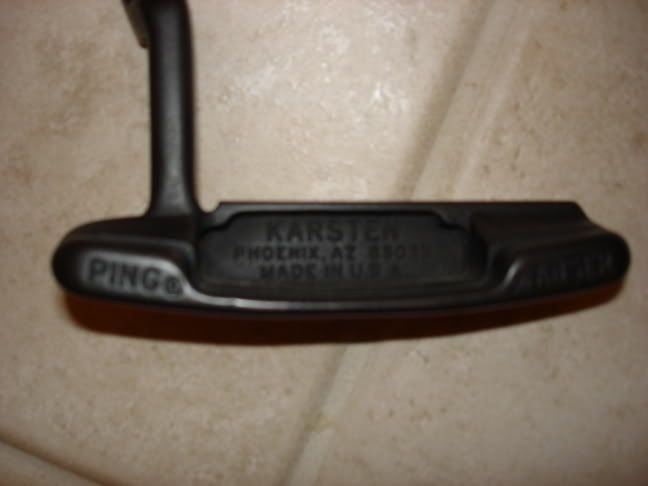 KARSTEN
PHOENIX, AZ
MADE IN U.S.A.
PING®